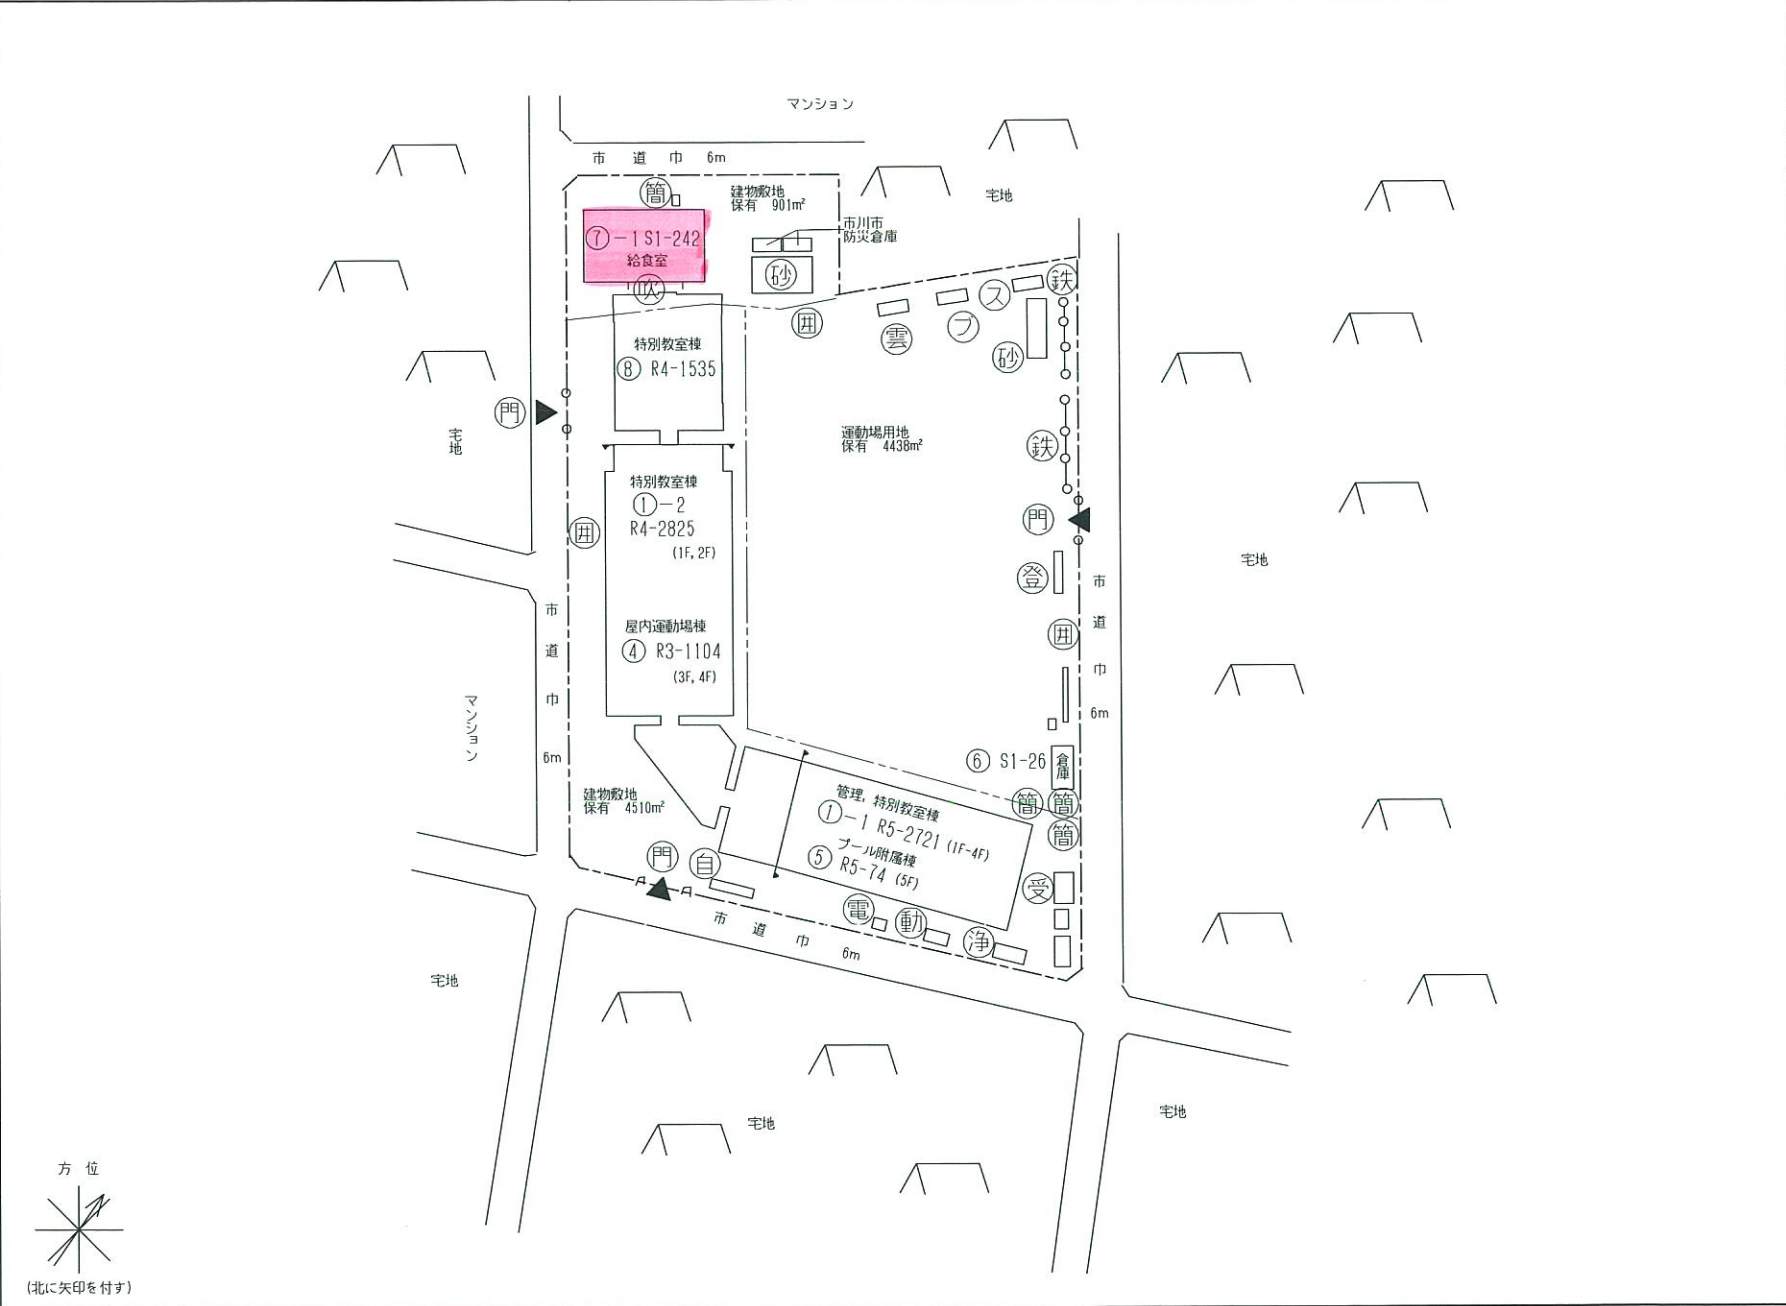 マンション
市 道 巾 6m
簡
建物敷地
保有 901㎡
宅地
⑦-1 S1-242
給食室
吹
市川市
防災倉庫
砂
囲
雲
プ
ス
鉄
砂
特別教室棟
⑧ R4-1535
門
宅地
運動場用地
保有 4438㎡
鉄
特別教室棟
①-2
R4-2825
(1F,2F)
囲
門
登
宅地
市 道 巾 6m
囲
屋内運動場棟
④ R3-1104
(3F,4F)
市 道 巾 6m
マンション
⑥ S1-26
倉庫
簡 簡
簡
建物敷地
保有 4510㎡
管理,特別教室棟
①-1 R5-2721 (1F~4F)
プール附属棟
⑤ R5-74 (5F)
門
自
受
電
動
浄
市 道 巾 6m
宅地
宅地
宅地
方 位
(北に矢印を付す)